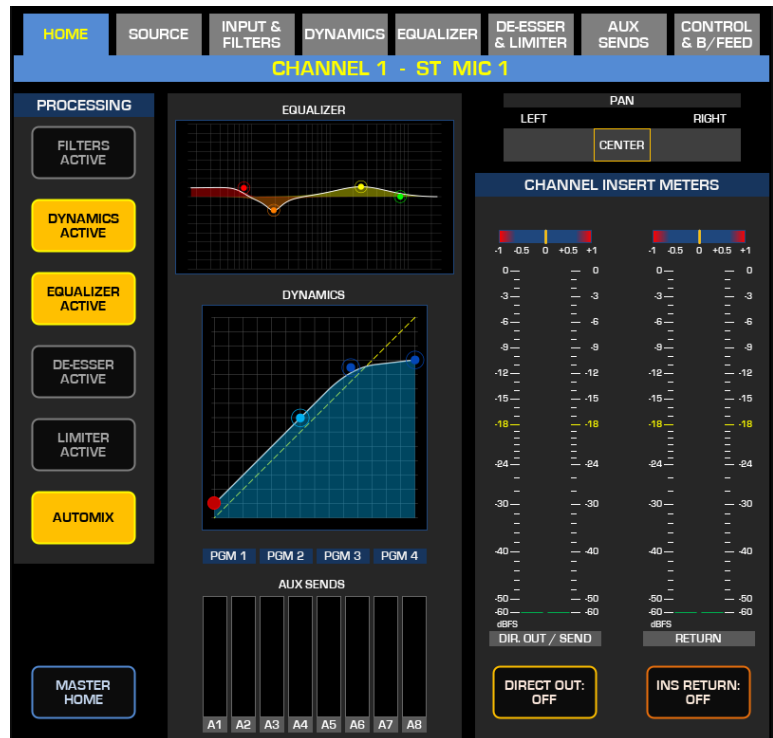 HOME
SOURCE
INPUT &
FILTERS
DYNAMICS
EQUALIZER
DE-ESSER
& LIMITER
AUX
SENDS
CONTROL
& B/FEED
CHANNEL 1 - ST MIC 1
PROCESSING
FILTERS
ACTIVE
DYNAMICS
ACTIVE
EQUALIZER
ACTIVE
DE-ESSER
ACTIVE
LIMITER
ACTIVE
AUTOMIX
MASTER
HOME
EQUALIZER
DYNAMICS
PGM 1 PGM 2 PGM 3 PGM 4
AUX SENDS
A1 A2 A3 A4 A5 A6 A7 A8
PAN
LEFT RIGHT
CENTER
CHANNEL INSERT METERS
-1 -0.5 0 +0.5 +1 -1 -0.5 0 +0.5 +1
0 0 0 0
-3 -3 -3 -3
-6 -6 -6 -6
-9 -9 -9 -9
-12 -12 -12 -12
-15 -15 -15 -15
-18 -18 -18 -18
-24 -24 -24 -24
-30 -30 -30 -30
-40 -40 -40 -40
-50 -50 -50 -50
-60 -60 -60 -60
dBFS dBFS
DIR. OUT / SEND RETURN
DIRECT OUT:
OFF
INS RETURN:
OFF